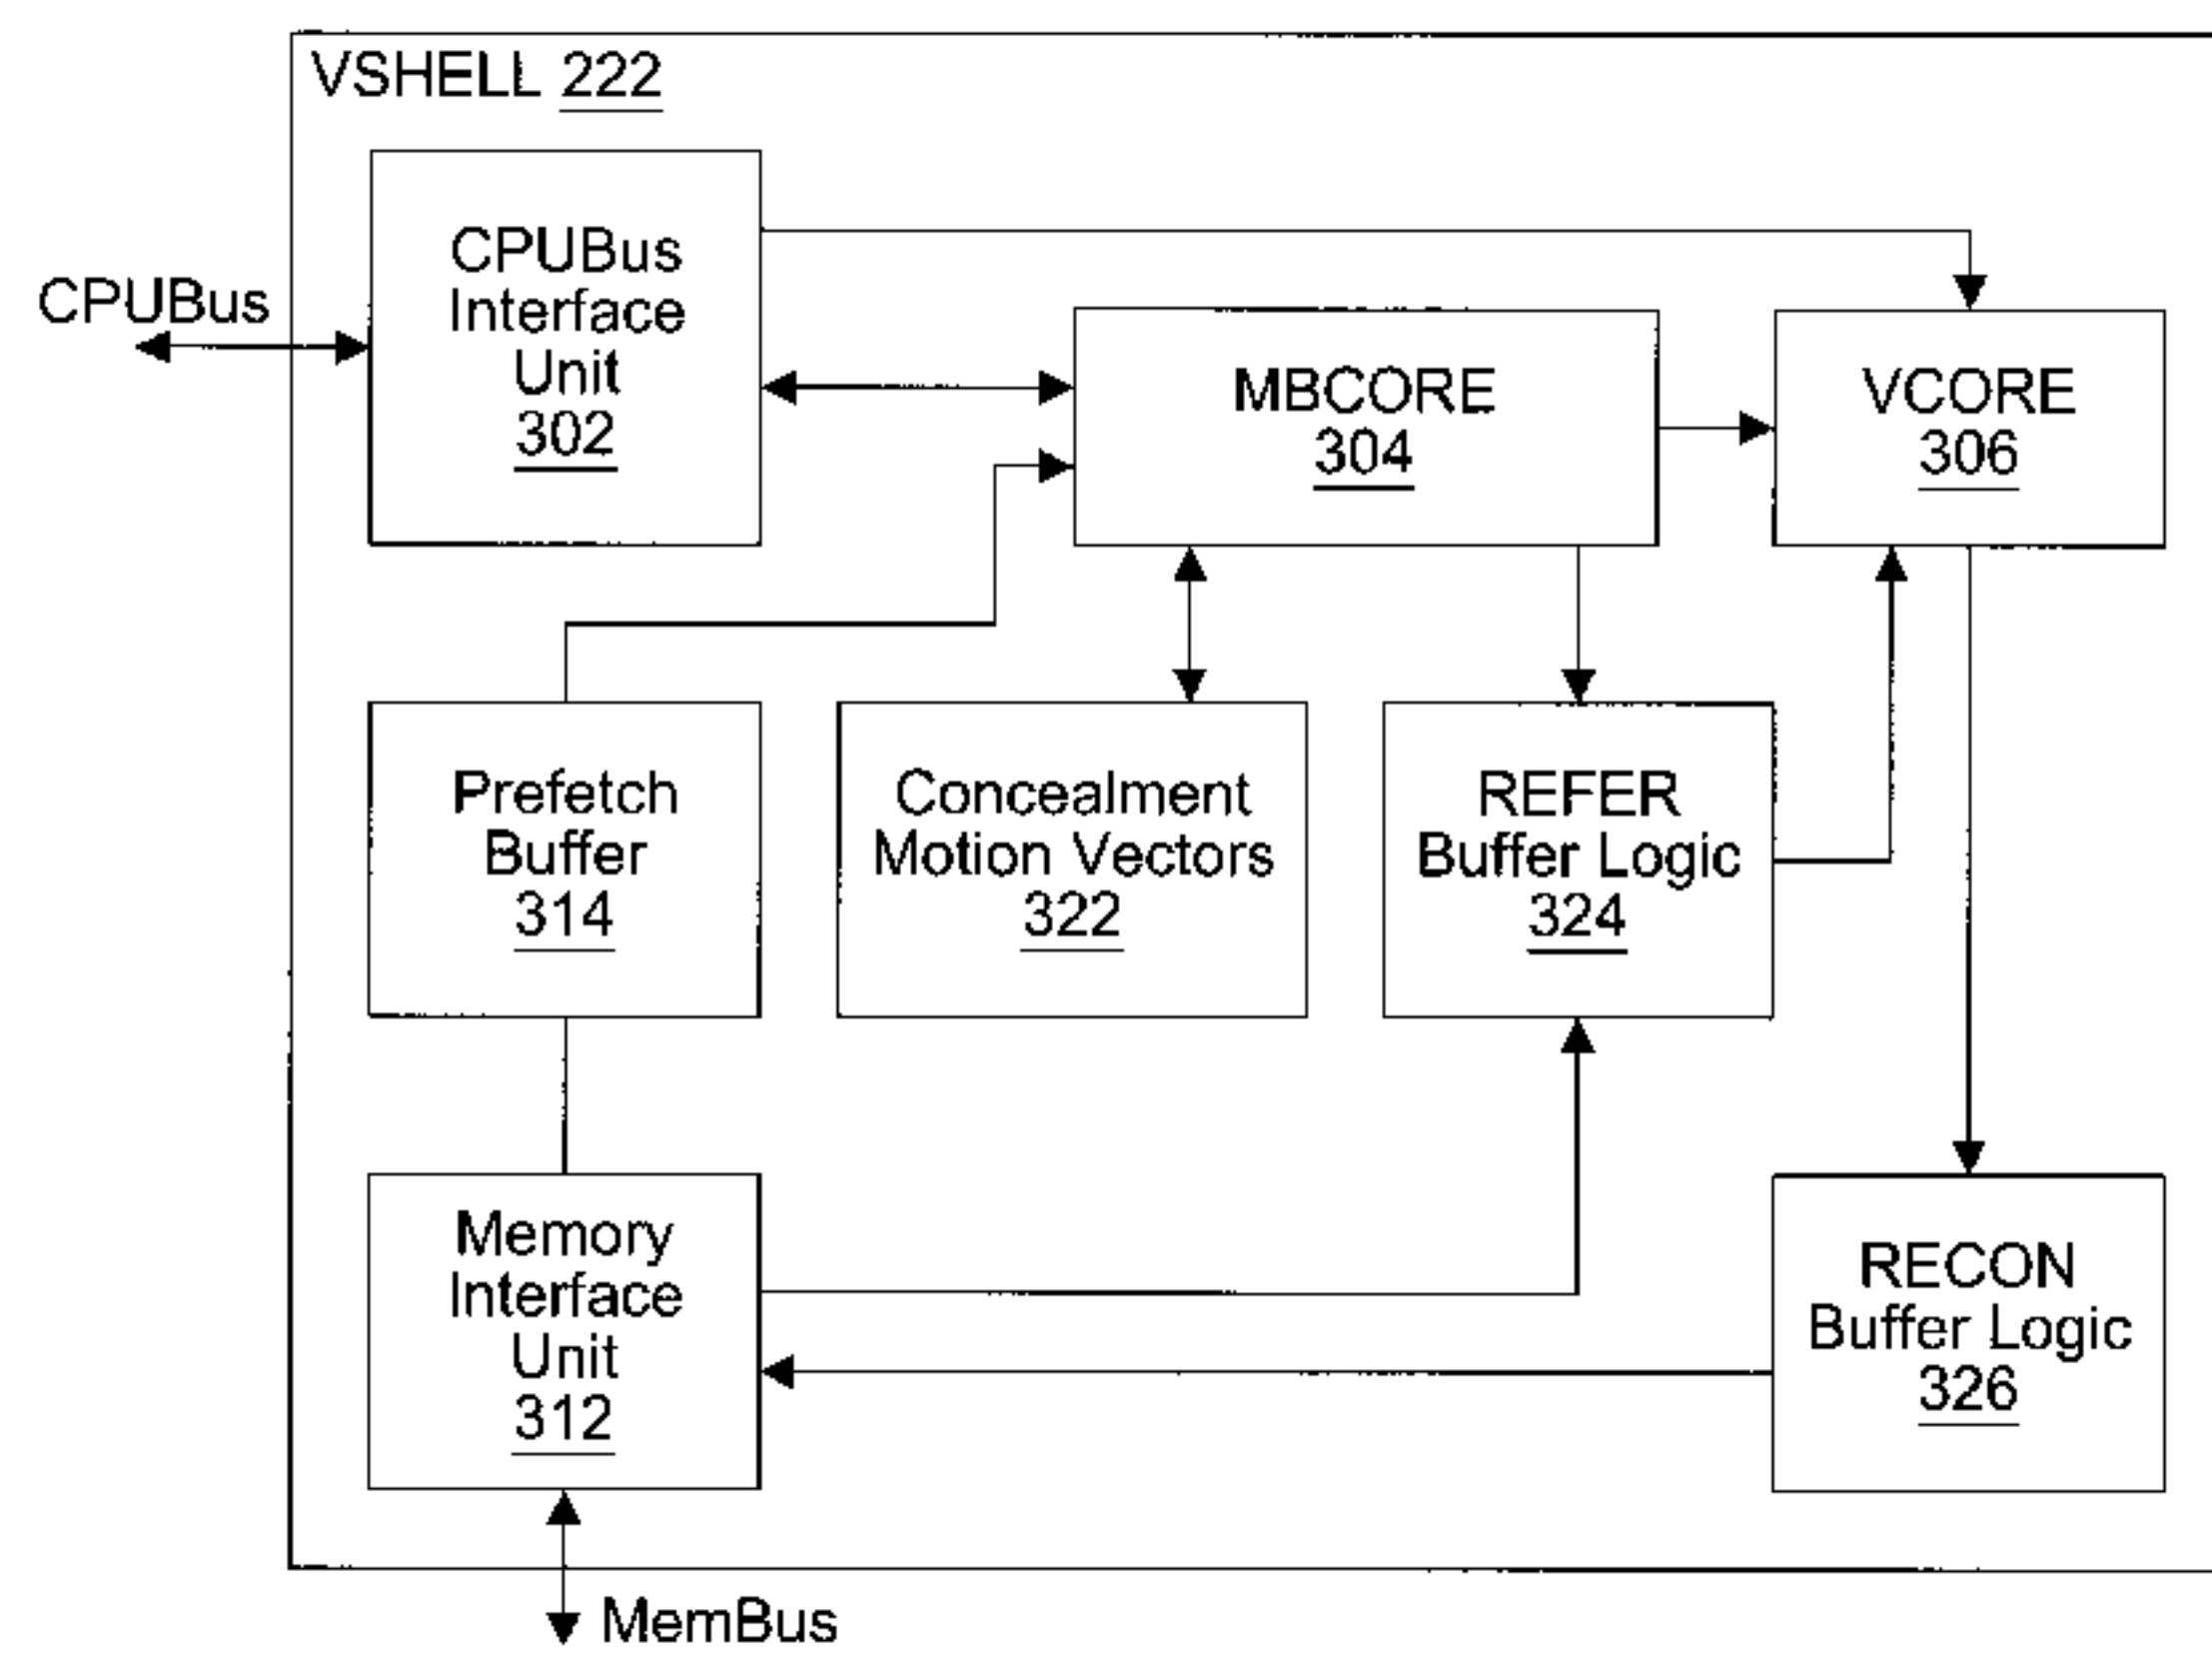 VSHELL 222
CPUBus
CPUBus
Interface
Unit
302
MBCORE
304
VCORE
306
Prefetch
Buffer
314
Concealment
Motion Vectors
322
REFER
Buffer Logic
324
Memory
Interface
Unit
312
RECON
Buffer Logic
326
MemBus